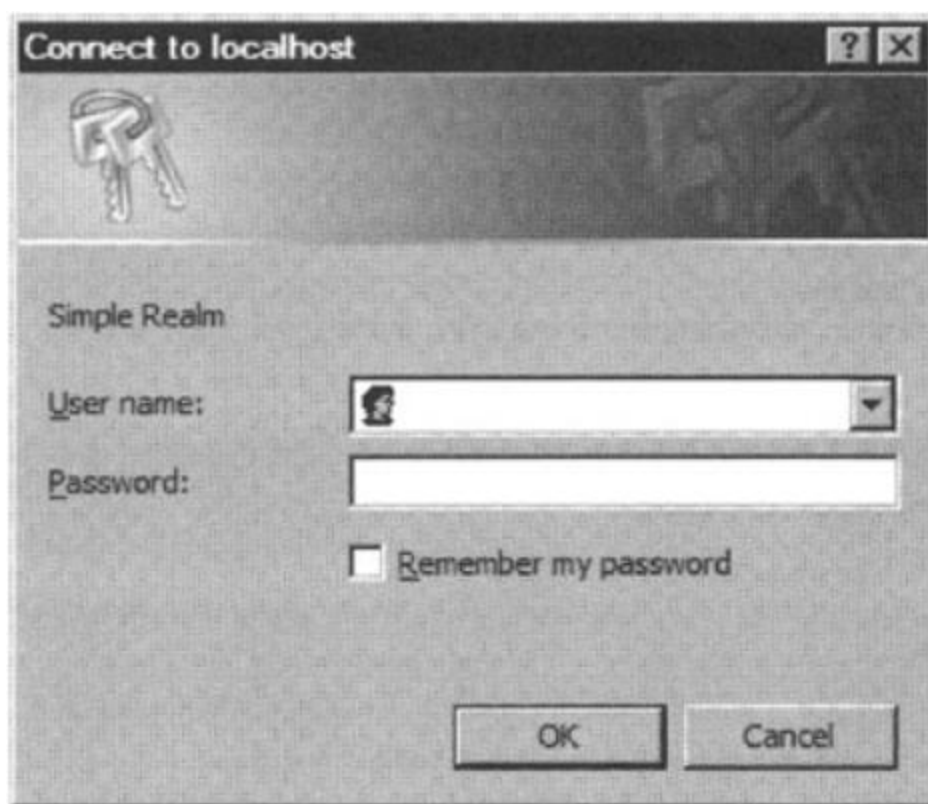 Connect to localhost ? X
Simple Realm
User name:
Password:
Remember my password
OK Cancel